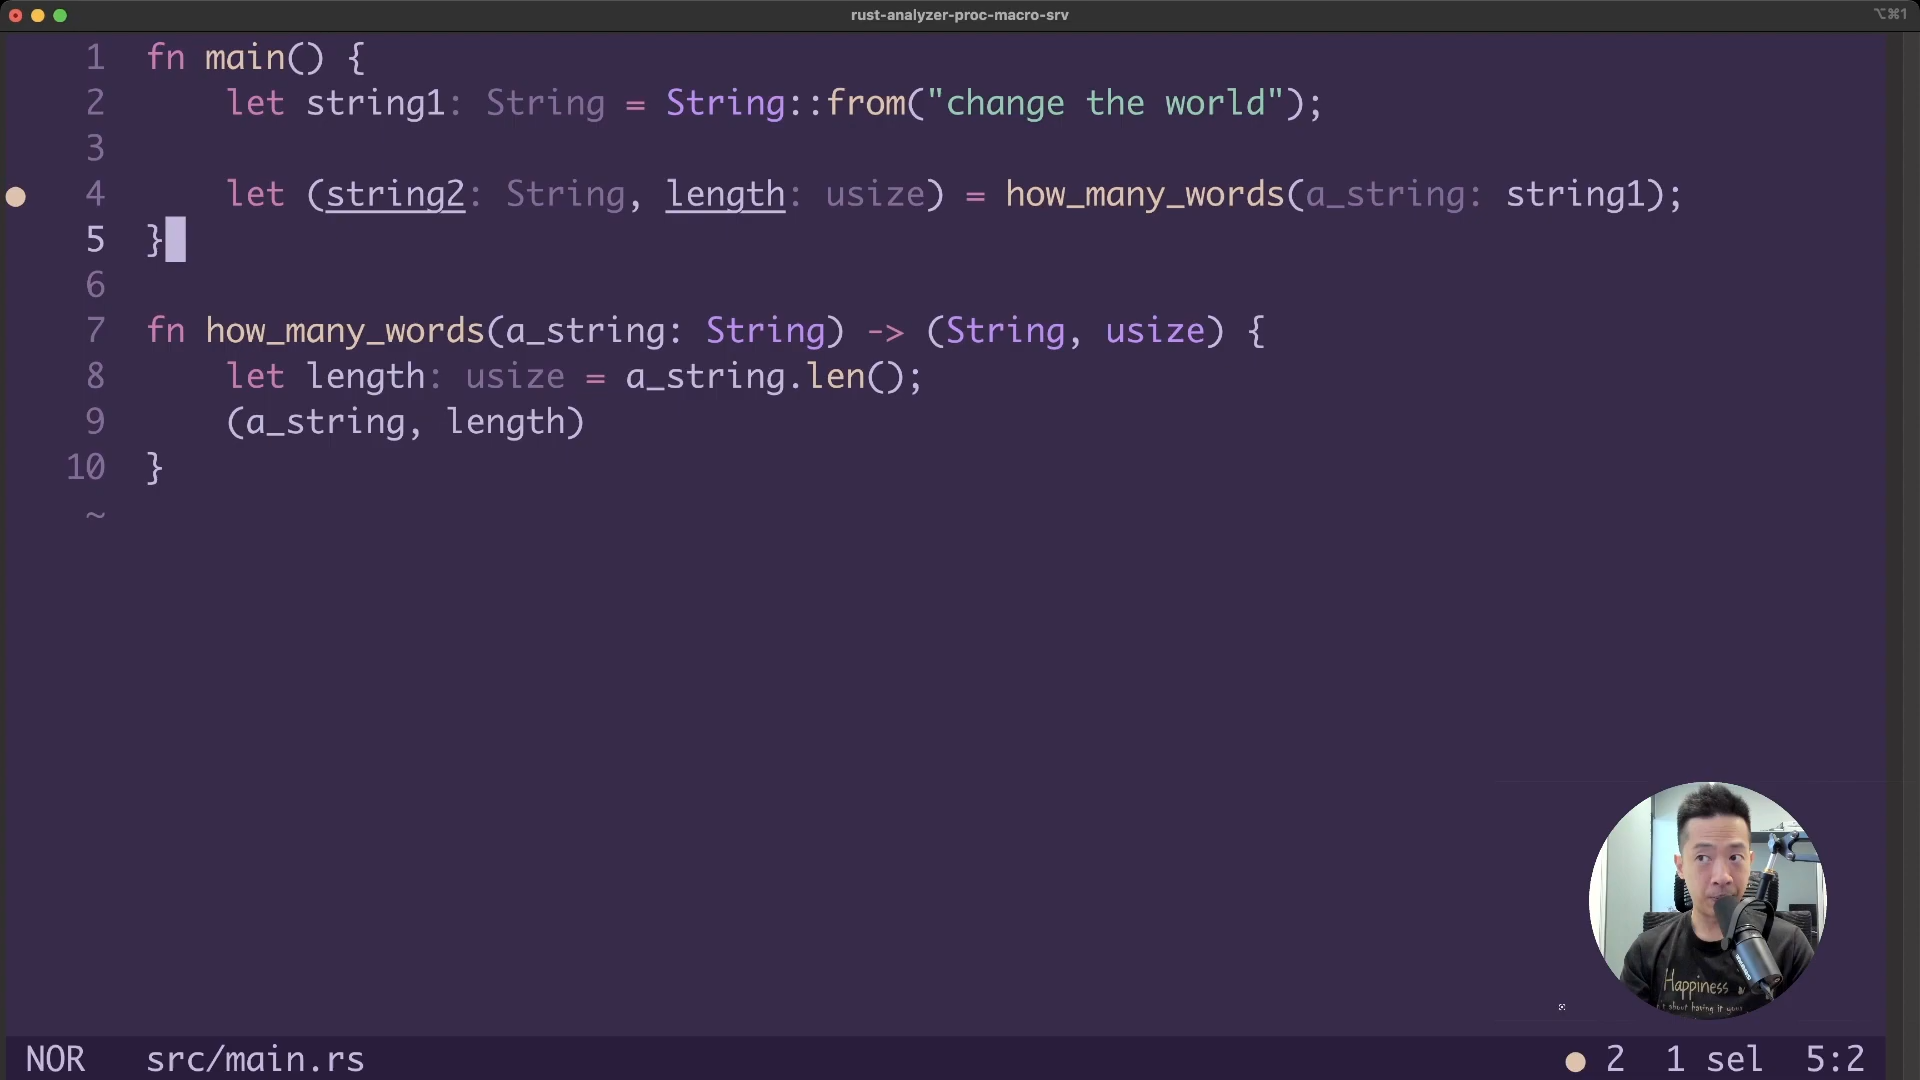 rust-analyzer-proc-macro-srv
⌥⌘1
1 fn main() {
2 let string1: String = String::from("change the world");
3
4 let (string2: String, length: usize) = how_many_words(a_string: string1);
5 }
6
7 fn how_many_words(a_string: String) -> (String, usize) {
8 let length: usize = a_string.len();
9 (a_string, length)
10 }
~
Happiness
NOR src/main.rs
2 1 sel 5:2